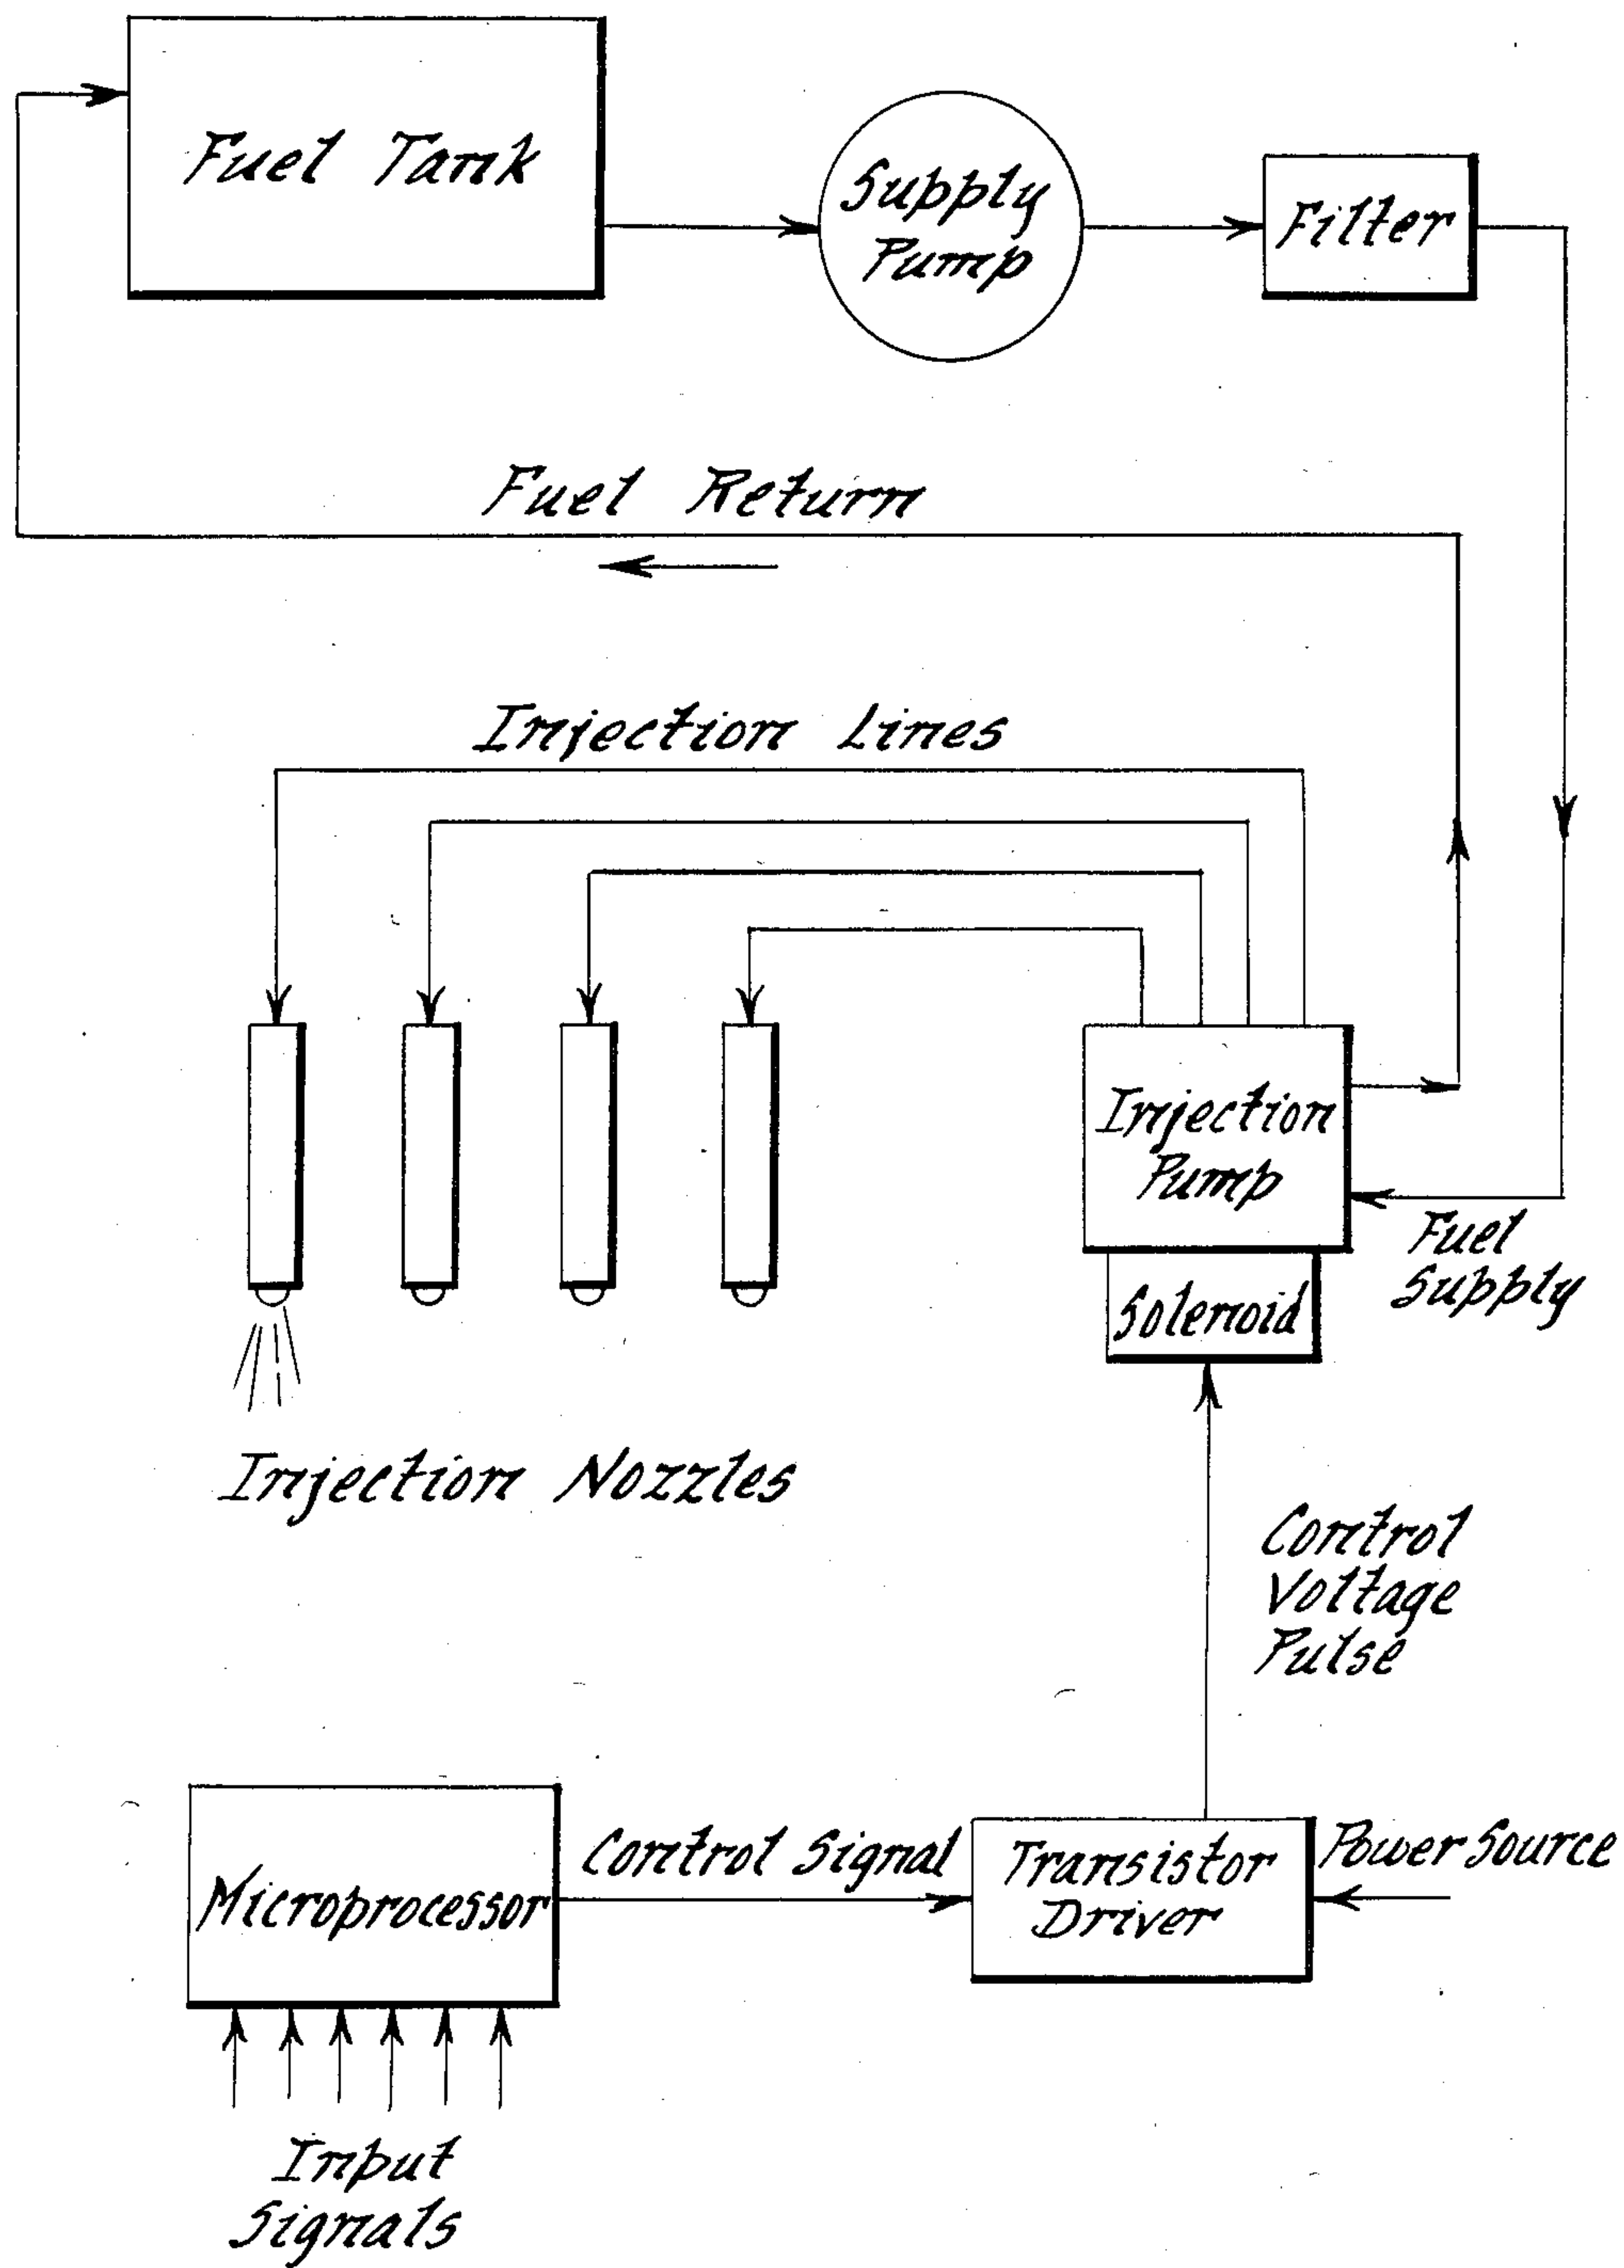 Fuel Tank
Supply
Pump
Filter
Fuel Return
Injection Lines
Injection
Pump
Fuel
Supply
Solenoid
Injection Nozzles
Control
Voltage
Pulse
Microprocessor
Control Signal
Transistor
Driver
Power Source
Input
Signals